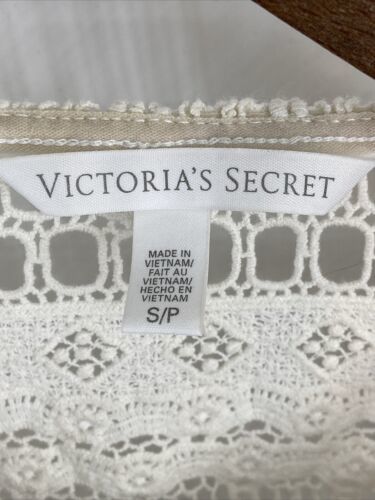 VICTORIA'S SECRET
MADE IN
VIETNAM/
FAIT AU
VIETNAM/
HECHO EN
VIETNAM
S/P